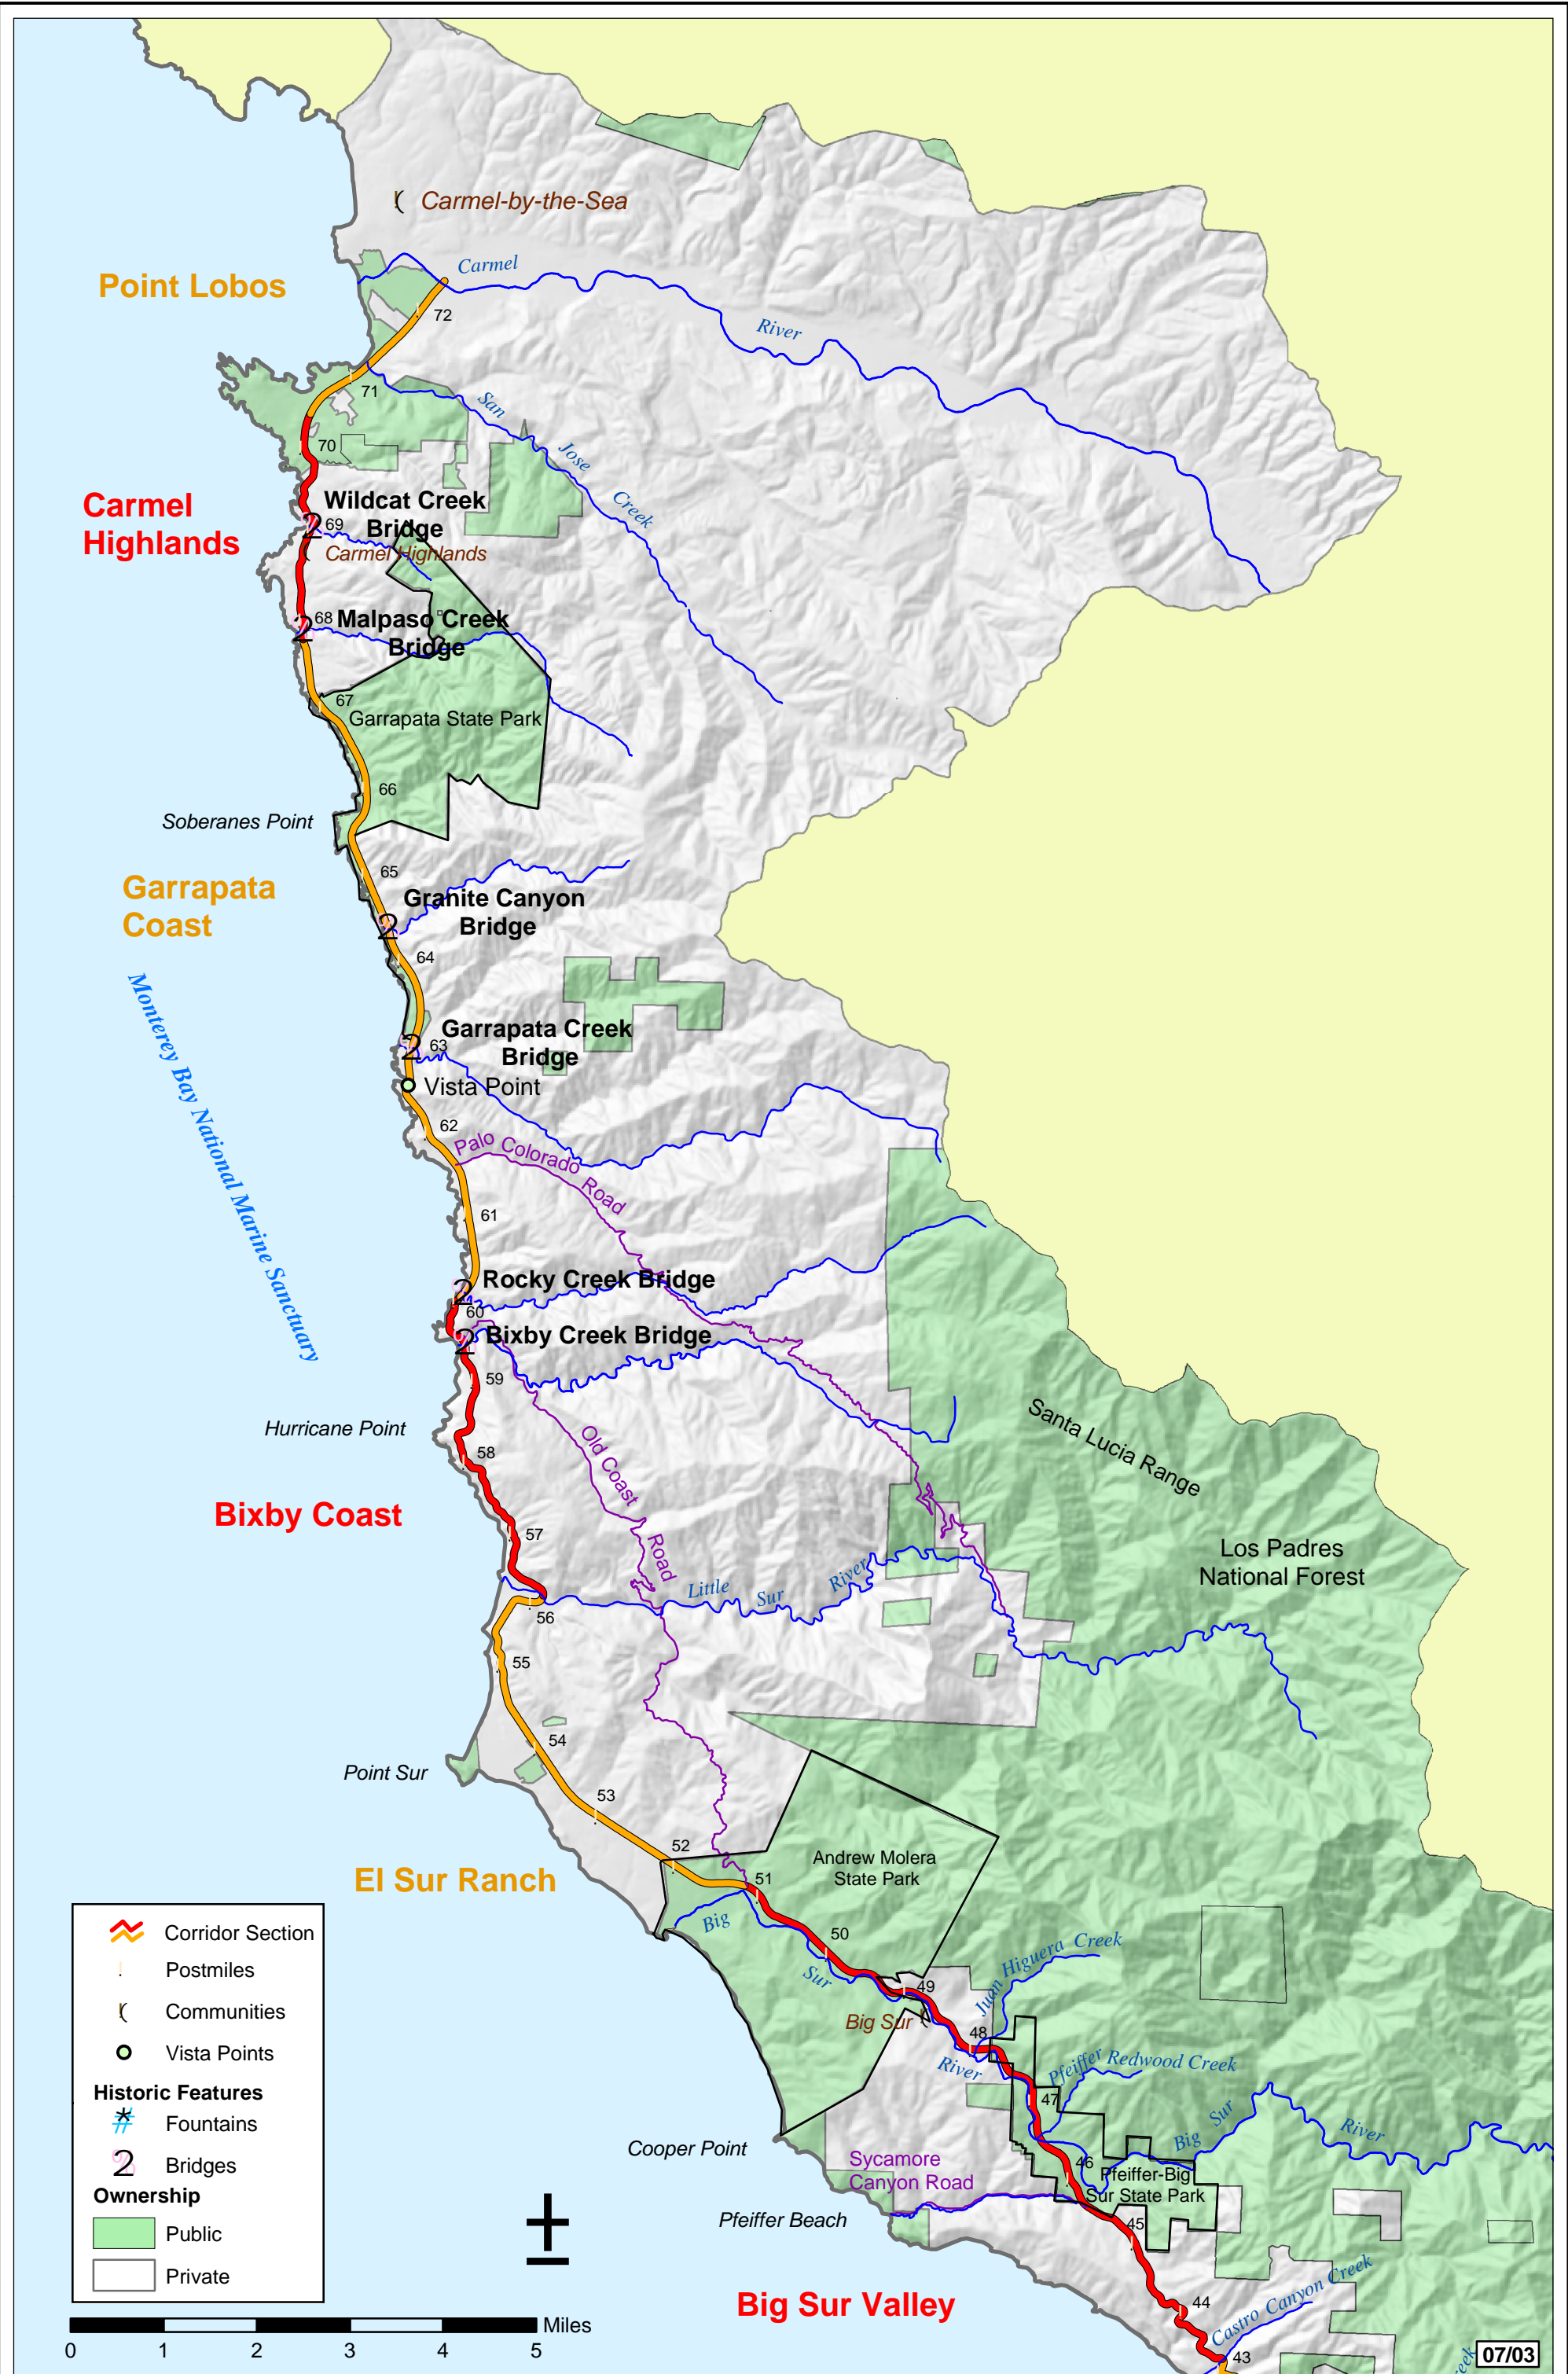 Carmel-by-the-Sea
Point Lobos
Carmel
River
72
71
San
Jose
Creek
70
Carmel
Highlands
Wildcat Creek
Bridge
69
Carmel Highlands
68
Malpaso Creek
Bridge
67
Garrapata State Park
66
Soberanes Point
65
Garrapata
Coast
Granite Canyon
Bridge
64
Monterey Bay National Marine Sanctuary
Garrapata Creek
Bridge
63
Vista Point
62
Palo Colorado Road
61
Rocky Creek Bridge
60
Bixby Creek Bridge
59
Hurricane Point
58
Old Coast
Road
Santa Lucia Range
Bixby Coast
57
Los Padres
National Forest
Little Sur River
56
55
54
Point Sur
53
52
Andrew Molera
State Park
El Sur Ranch
51
Big
Sur
River
50
49
Big Sur
Juan Higuera Creek
48
Pfeiffer Redwood Creek
47
Big Sur
River
Cooper Point
Sycamore
Canyon Road
46
Pfeiffer-Big
Sur State Park
Pfeiffer Beach
45
Big Sur Valley
44
Castro Canyon Creek
43
Corridor Section
Postmiles
Communities
Vista Points
Historic Features
Fountains
Bridges
Ownership
Public
Private
Miles
0 1 2 3 4 5
07/03